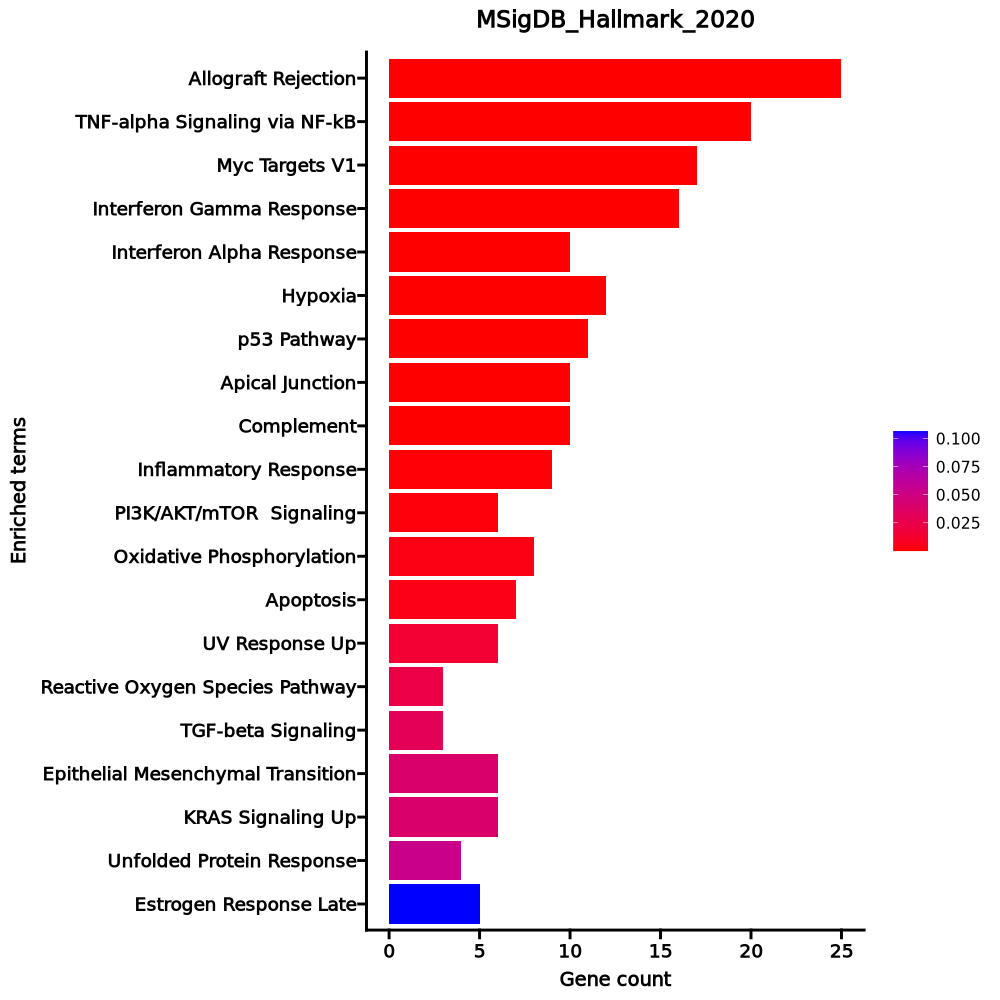 MSigDB_Hallmark_2020
Allograft Rejection
TNF-alpha Signaling via NF-kB
Myc Targets V1
Interferon Gamma Response
Interferon Alpha Response
Hypoxia
p53 Pathway
Apical Junction
Complement
Inflammatory Response
PI3K/AKT/mTOR  Signaling
Oxidative Phosphorylation
Apoptosis
UV Response Up
Reactive Oxygen Species Pathway
TGF-beta Signaling
Epithelial Mesenchymal Transition
KRAS Signaling Up
Unfolded Protein Response
Estrogen Response Late
Enriched terms
0 5 10 15 20 25
Gene count
0.100
0.075
0.050
0.025